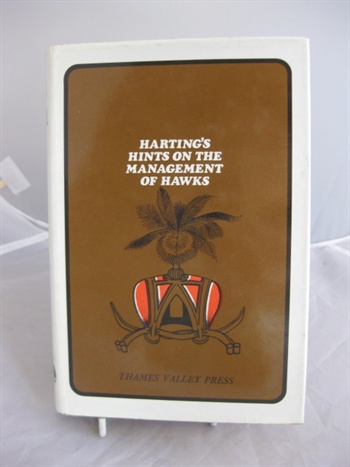 HARTING'S
HINTS ON THE
MANAGEMENT
OF HAWKS
THAMES VALLEY PRESS